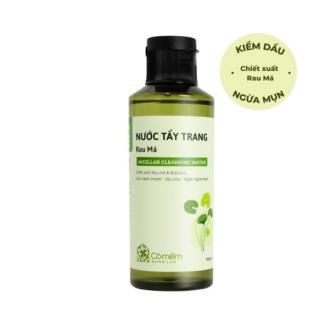 KIỀM DẦU
Chiết xuất
Rau Má
NGỪA MỤN
NƯỚC TẨY TRANG
Rau Má
MICELLAR CLEANSING WATER
Cỏ mềm